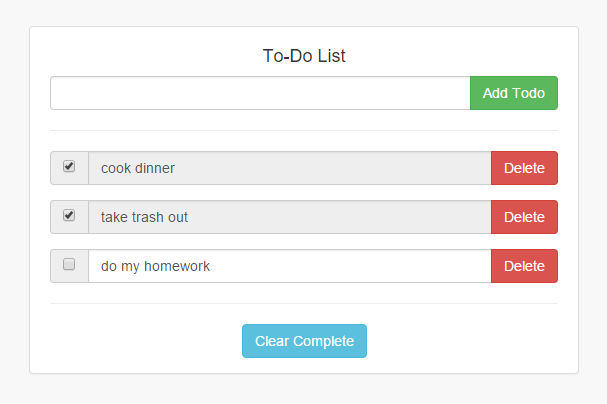 To-Do List
Add Todo
cook dinner Delete
take trash out Delete
do my homework Delete
Clear Complete